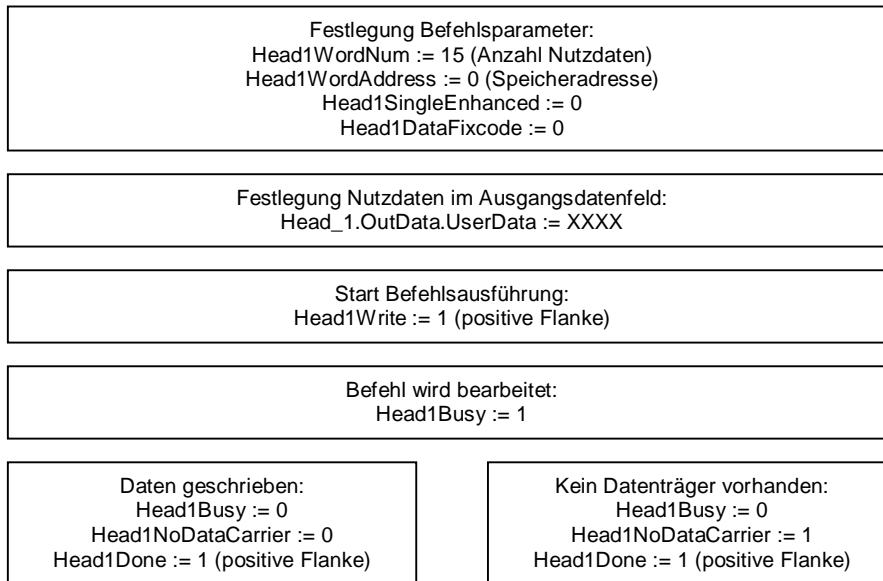 Festlegung Befehlsparameter:
Head1WordNum := 15 (Anzahl Nutzdaten)
Head1WordAddress := 0 (Speicheradresse)
Head1SingleEnhanced := 0
Head1DataFixcode := 0
Festlegung Nutzdaten im Ausgangsdatenfeld:
Head_1.OutData.UserData := XXXX
Start Befehlsausführung:
Head1Write := 1 (positive Flanke)
Befehl wird bearbeitet:
Head1Busy := 1
Daten geschrieben:
Head1Busy := 0
Head1NoDataCarrier := 0
Head1Done := 1 (positive Flanke)
Kein Datenträger vorhanden:
Head1Busy := 0
Head1NoDataCarrier := 1
Head1Done := 1 (positive Flanke)